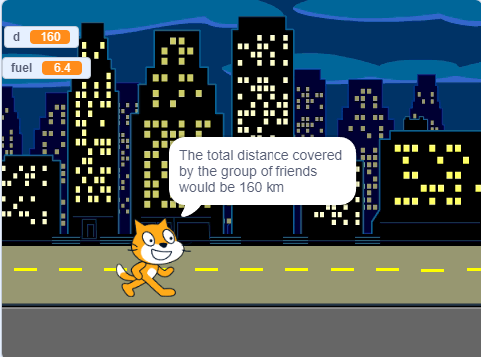 d 160
fuel 6.4
The total distance covered
by the group of friends
would be 160 km